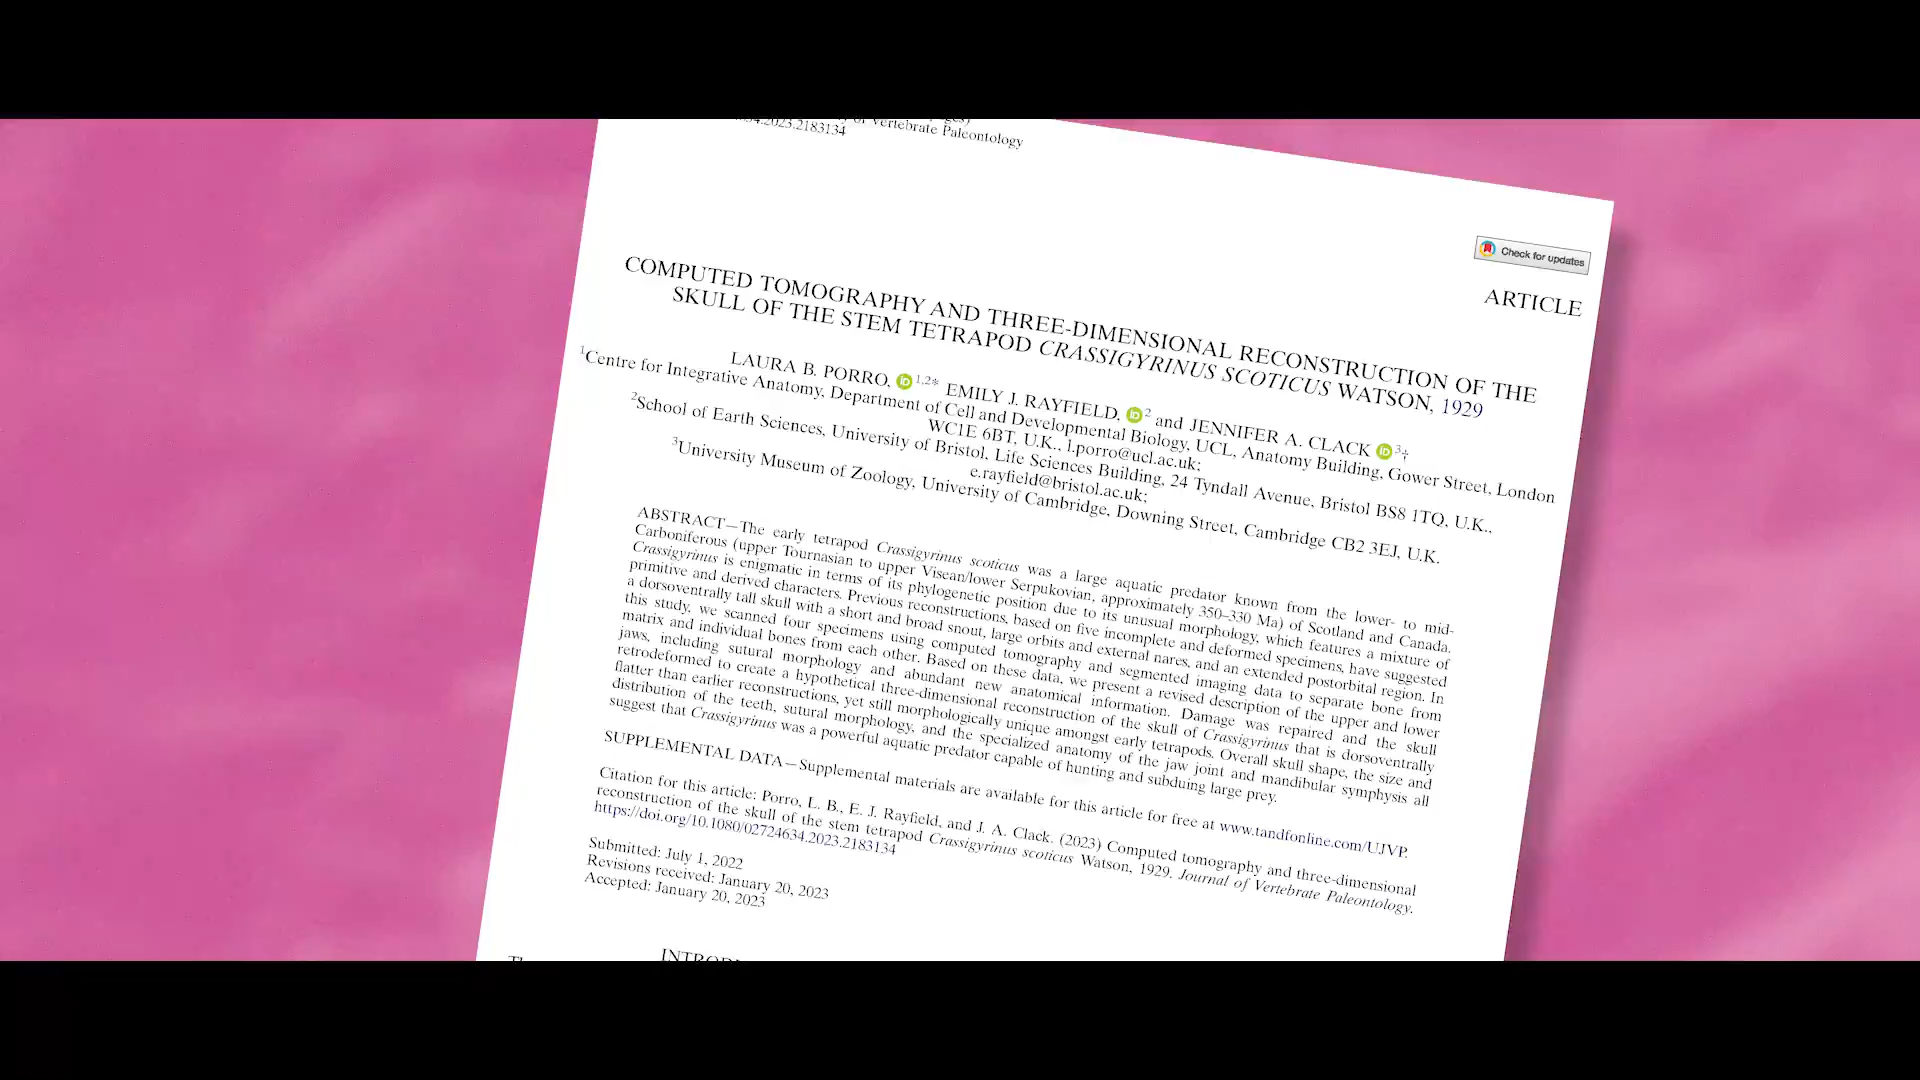 2023.2183134
of Vertebrate Paleontology
Check for updates
ARTICLE
COMPUTED TOMOGRAPHY AND THREE-DIMENSIONAL RECONSTRUCTION OF THE
SKULL OF THE STEM TETRAPOD CRASSIGYRINUS SCOTICUS WATSON, 1929
LAURA B. PORRO, iD 1,2* EMILY J. RAYFIELD, iD 2 and JENNIFER A. CLACK iD 3†
1Centre for Integrative Anatomy, Department of Cell and Developmental Biology, UCL, Anatomy Building, Gower Street, London
WC1E 6BT, U.K., l.porro@ucl.ac.uk;
2School of Earth Sciences, University of Bristol, Life Sciences Building, 24 Tyndall Avenue, Bristol BS8 1TQ, U.K.,
e.rayfield@bristol.ac.uk;
3University Museum of Zoology, University of Cambridge, Downing Street, Cambridge CB2 3EJ, U.K.
ABSTRACT—The early tetrapod Crassigyrinus scoticus was a large aquatic predator known from the lower- to mid-
Carboniferous (upper Tournasian to upper Visean/lower Serpukovian, approximately 350–330 Ma) of Scotland and Canada.
Crassigyrinus is enigmatic in terms of its phylogenetic position due to its unusual morphology, which features a mixture of
primitive and derived characters. Previous reconstructions, based on five incomplete and deformed specimens, have suggested
a dorsoventrally tall skull with a short and broad snout, large orbits and external nares, and an extended postorbital region. In
this study, we scanned four specimens using computed tomography and segmented imaging data to separate bone from
matrix and individual bones from each other. Based on these data, we present a revised description of the upper and lower
jaws, including sutural morphology and abundant new anatomical information. Damage was repaired and the skull
retrodeformed to create a hypothetical three-dimensional reconstruction of the skull of Crassigyrinus that is dorsoventrally
flatter than earlier reconstructions, yet still morphologically unique amongst early tetrapods. Overall skull shape, the size and
distribution of the teeth, sutural morphology, and the specialized anatomy of the jaw joint and mandibular symphysis all
suggest that Crassigyrinus was a powerful aquatic predator capable of hunting and subduing large prey.
SUPPLEMENTAL DATA—Supplemental materials are available for this article for free at www.tandfonline.com/UJVP.
Citation for this article: Porro, L. B., E. J. Rayfield, and J. A. Clack. (2023) Computed tomography and three-dimensional
reconstruction of the skull of the stem tetrapod Crassigyrinus scoticus Watson, 1929. Journal of Vertebrate Paleontology.
https://doi.org/10.1080/02724634.2023.2183134
Submitted: July 1, 2022
Revisions received: January 20, 2023
Accepted: January 20, 2023